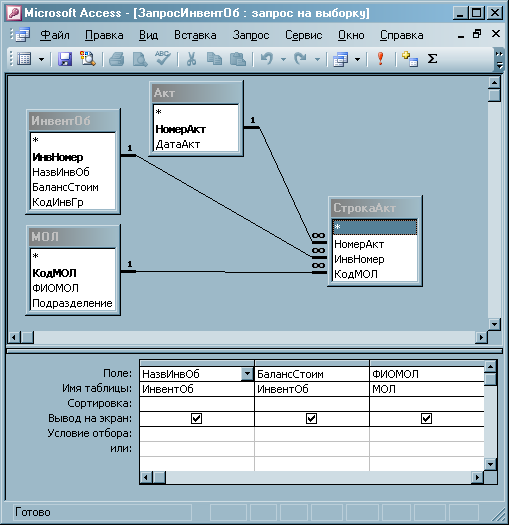 Microsoft Access - [ЗапросИнвентОб : запрос на выборку]
Файл Правка Вид Вставка Запрос Сервис Окно Справка
ABC Σ
Акт
*
НомерАкт
ДатаАкт
1
ИнвентОб
*
ИнвНомер
НазвИнвОб
БалансСтоим
КодИнвГр
1
МОЛ
*
КодМОЛ
ФИОМОЛ
Подразделение
1
СтрокаАкт
*
НомерАкт
ИнвНомер
КодМОЛ
∞
∞
∞
Поле: НазвИнвОб БалансСтоим ФИОМОЛ
Имя таблицы: ИнвентОб ИнвентОб МОЛ
Сортировка:
Вывод на экран:
Условие отбора:
или:
Готово